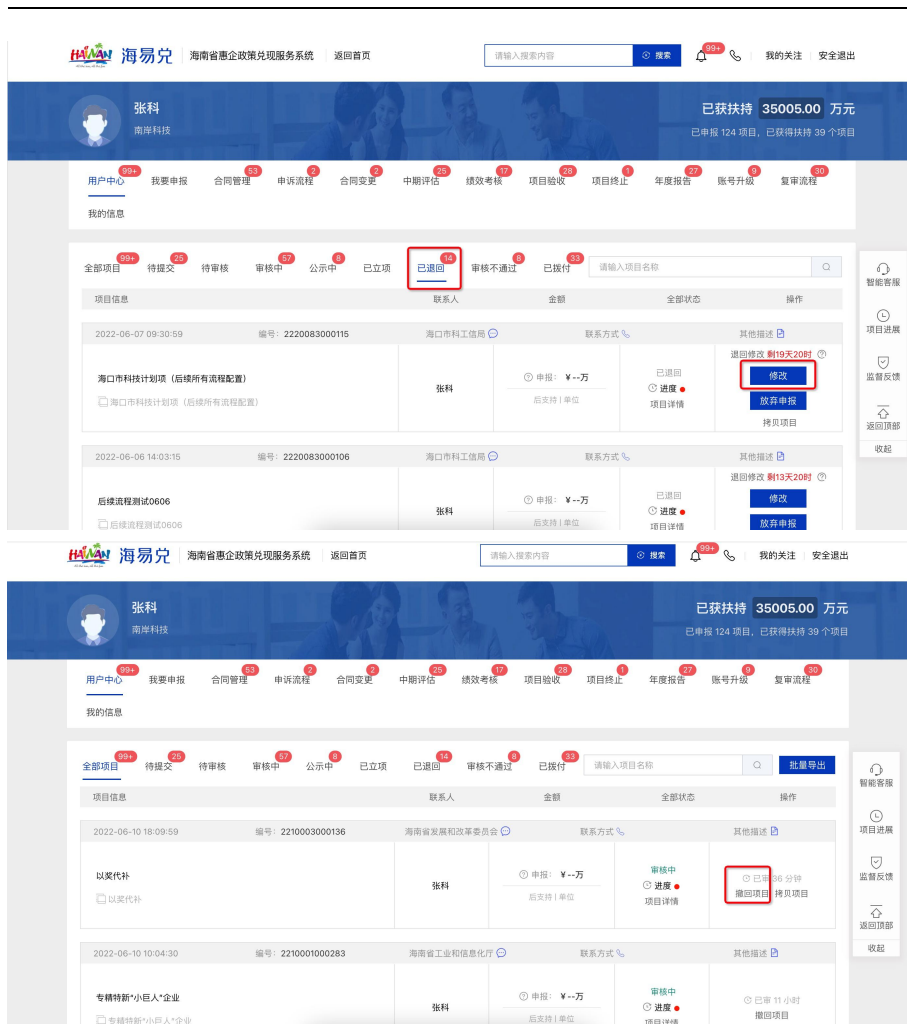 HAINAN 海易兑 海南省惠企政策兑现服务系统 返回首页 请输入搜索内容 搜索 99+ 我的关注 安全退出
张科 已获扶持 35005.00 万元
南岸科技 已申报 124 项目，已获得扶持 39 个项目
99+ 53 2 2 25 17 28 1 27 9 30
用户中心 我要申报 合同管理 申诉流程 合同变更 中期评估 绩效考核 项目验收 项目终止 年度报告 账号升级 复审流程
我的信息
99+ 25 57 8 14 8 33
全部项目 待提交 待审核 审核中 公示中 已立项 已退回 审核不通过 已拨付 请输入项目名称
智能客服
项目信息 联系人 金额 全部状态 操作
项目进展
2022-06-07 09:30:59 编号：2220083000115 海口市科工信局 联系方式 其他描述
退回修改 剩19天20时
海口市科技计划项（后续所有流程配置） 张科 申报：¥--万 已退回 修改
监督反馈
海口市科技计划项（后续所有流程配置） 后支持 | 单位 进度 放弃申报
项目详情 拷贝项目
返回顶部
收起
2022-06-06 14:03:15 编号：2220083000106 海口市科工信局 联系方式 其他描述
退回修改 剩13天20时
后续流程测试0606 张科 申报：¥--万 已退回 修改
后续流程测试0606 后支持 | 单位 进度 放弃申报
项目详情
HAINAN 海易兑 海南省惠企政策兑现服务系统 返回首页 请输入搜索内容 搜索 99+ 我的关注 安全退出
张科 已获扶持 35005.00 万元
南岸科技 已申报 124 项目，已获得扶持 39 个项目
99+ 53 2 2 25 17 28 1 27 9 30
用户中心 我要申报 合同管理 申诉流程 合同变更 中期评估 绩效考核 项目验收 项目终止 年度报告 账号升级 复审流程
我的信息
99+ 25 57 8 14 8 33
全部项目 待提交 待审核 审核中 公示中 已立项 已退回 审核不通过 已拨付 请输入项目名称 批量导出
智能客服
项目信息 联系人 金额 全部状态 操作
项目进展
2022-06-10 18:09:59 编号：2210003000136 海南省发展和改革委员会 联系方式 其他描述
以奖代补 张科 申报：¥--万 审核中 已审 36 分钟
监督反馈
以奖代补 后支持 | 单位 进度 撤回项目 拷贝项目
项目详情
返回顶部
收起
2022-06-10 10:04:30 编号：2210001000283 海南省工业和信息化厅 联系方式 其他描述
专精特新“小巨人”企业 张科 申报：¥--万 审核中 已审 11 小时
专精特新“小巨人”企业 后支持 | 单位 进度 撤回项目
项目详情